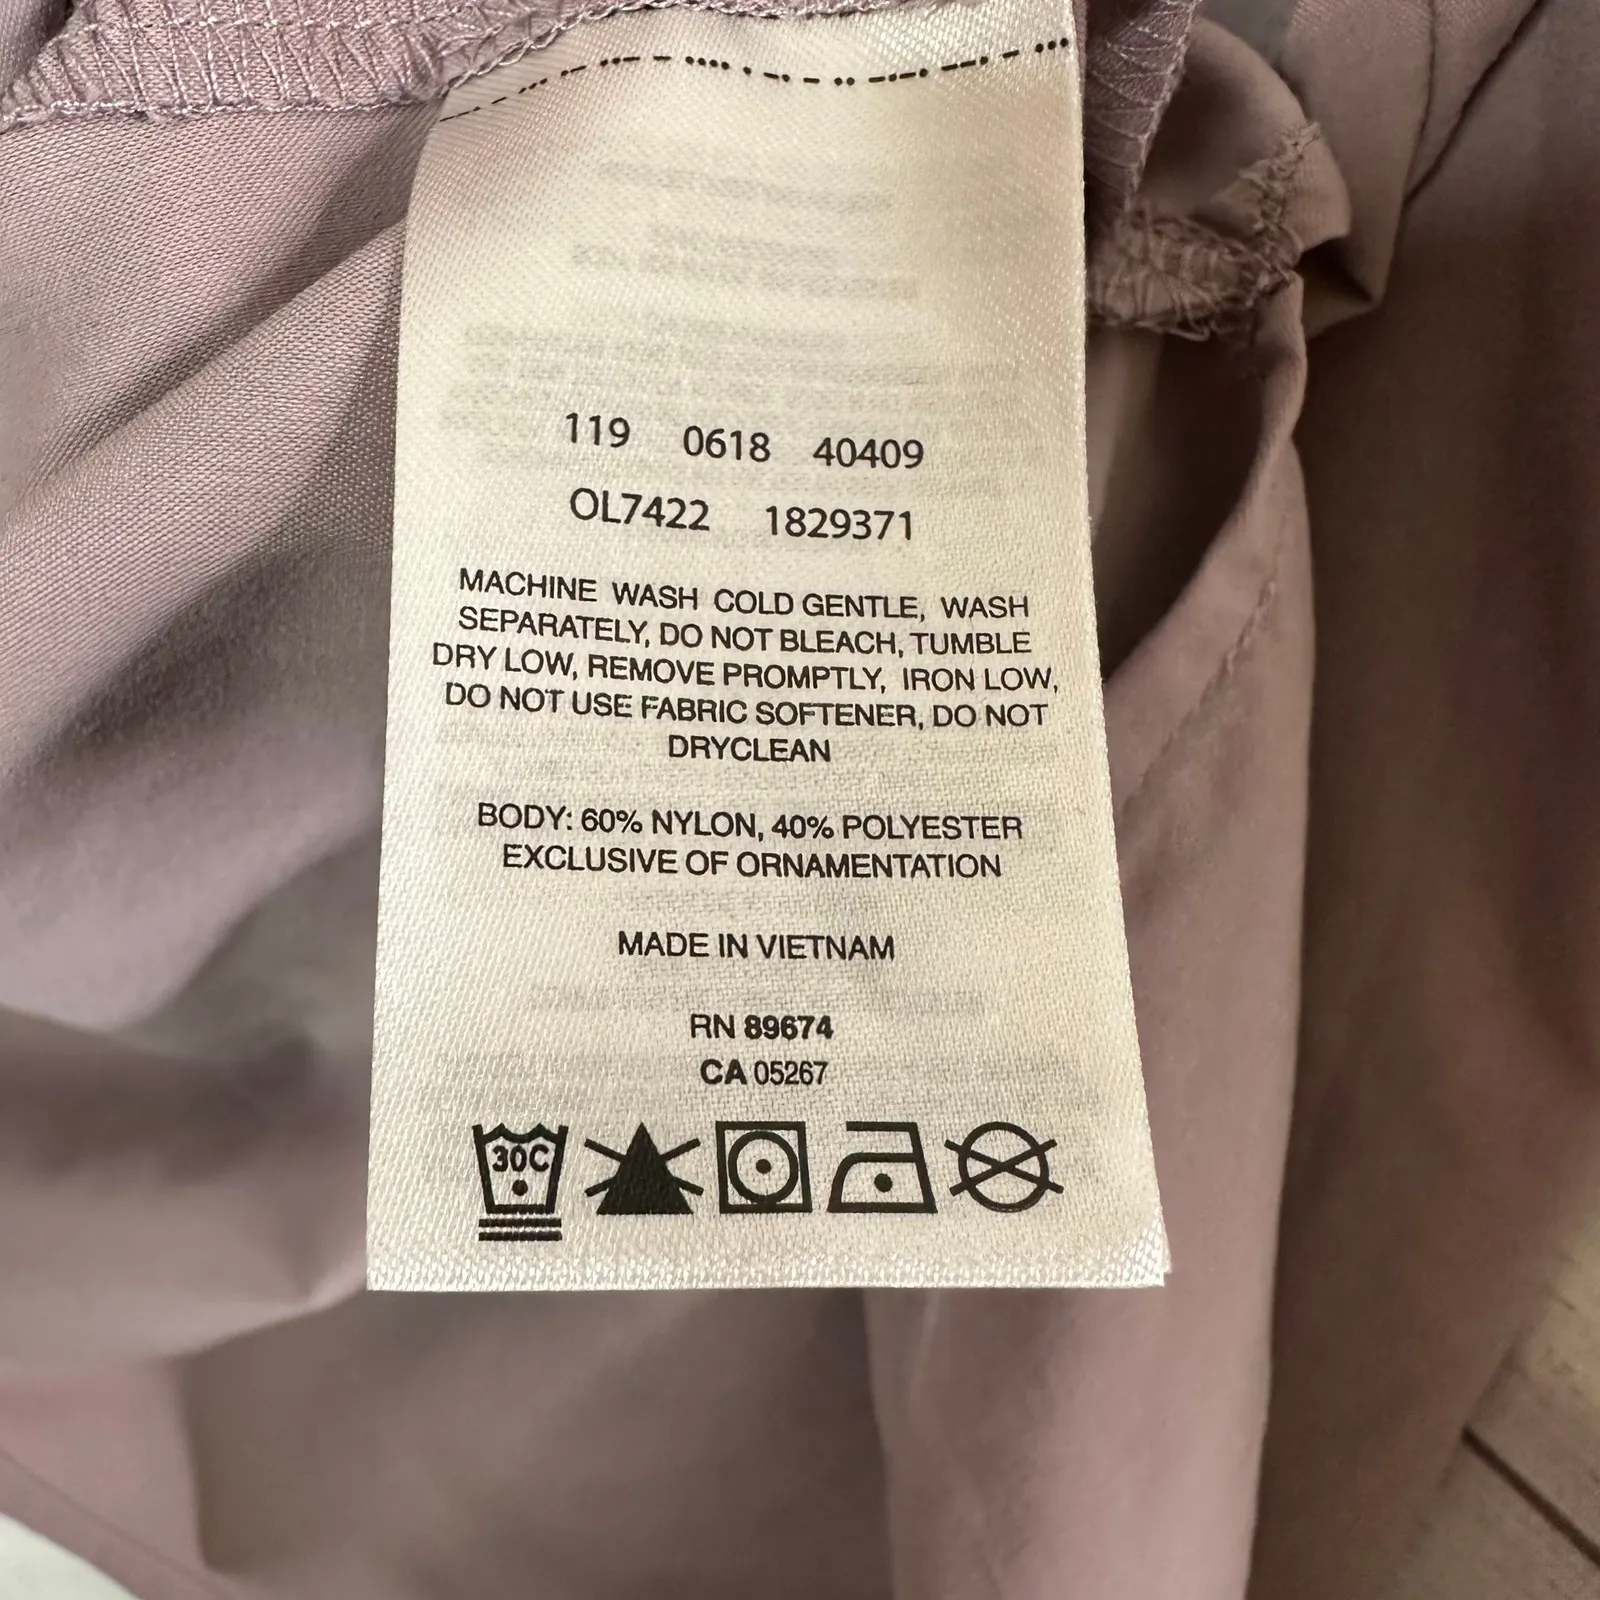 119 0618 40409
OL7422 1829371
MACHINE WASH COLD GENTLE, WASH
SEPARATELY, DO NOT BLEACH, TUMBLE
DRY LOW, REMOVE PROMPTLY, IRON LOW,
DO NOT USE FABRIC SOFTENER, DO NOT
DRYCLEAN
BODY: 60% NYLON, 40% POLYESTER
EXCLUSIVE OF ORNAMENTATION
MADE IN VIETNAM
RN 89674
CA 05267
30C